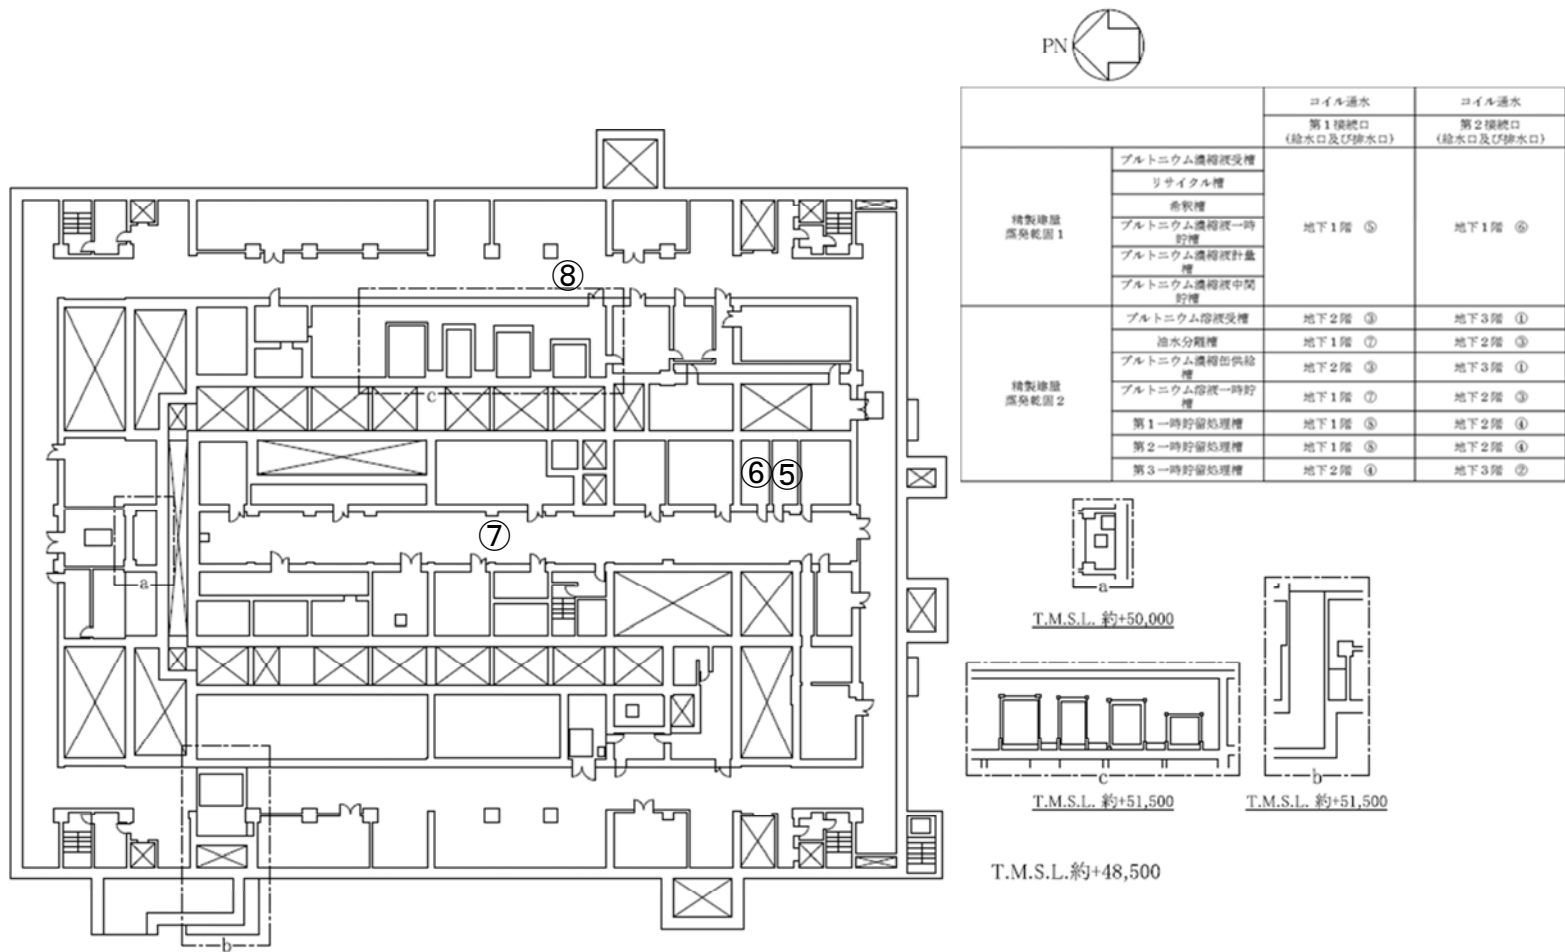 PN
コイル通水
コイル通水
第1接続口
(給水口及び排水口)
第2接続口
(給水口及び排水口)
精製建屋
蒸発乾固1
プルトニウム濃縮液受槽
リサイクル槽
希釈槽
プルトニウム濃縮液一時
貯槽
プルトニウム濃縮液計量
槽
プルトニウム濃縮液中間
貯槽
地下1階 ⑤
地下1階 ⑥
精製建屋
蒸発乾固2
プルトニウム溶液受槽
地下2階 ③
地下3階 ①
油水分離槽
地下1階 ⑦
地下2階 ③
プルトニウム濃縮缶供給
槽
地下2階 ③
地下3階 ①
プルトニウム溶液一時貯
槽
地下1階 ⑦
地下2階 ③
第1一時貯留処理槽
地下1階 ⑧
地下2階 ④
第2一時貯留処理槽
地下1階 ⑧
地下2階 ④
第3一時貯留処理槽
地下2階 ④
地下3階 ②
⑧
c
⑥
⑤
⑦
a
b
a
T.M.S.L. 約+50,000
c
T.M.S.L. 約+51,500
b
T.M.S.L. 約+51,500
T.M.S.L.約+48,500